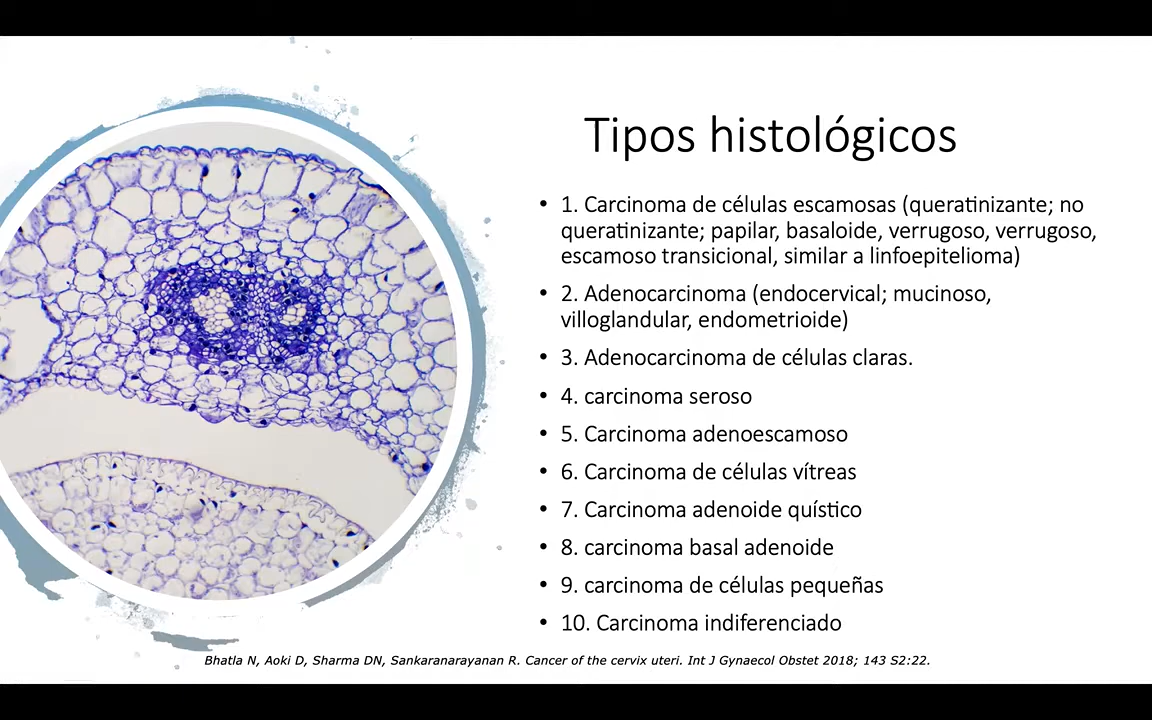 Tipos histológicos
• 1. Carcinoma de células escamosas (queratinizante; no
queratinizante; papilar, basaloide, verrugoso, verrugoso,
escamoso transicional, similar a linfoepitelioma)
• 2. Adenocarcinoma (endocervical; mucinoso,
villoglandular, endometrioide)
• 3. Adenocarcinoma de células claras.
• 4. carcinoma seroso
• 5. Carcinoma adenoescamoso
• 6. Carcinoma de células vítreas
• 7. Carcinoma adenoide quístico
• 8. carcinoma basal adenoide
• 9. carcinoma de células pequeñas
• 10. Carcinoma indiferenciado
Bhatla N, Aoki D, Sharma DN, Sankaranarayanan R. Cancer of the cervix uteri. Int J Gynaecol Obstet 2018; 143 S2:22.